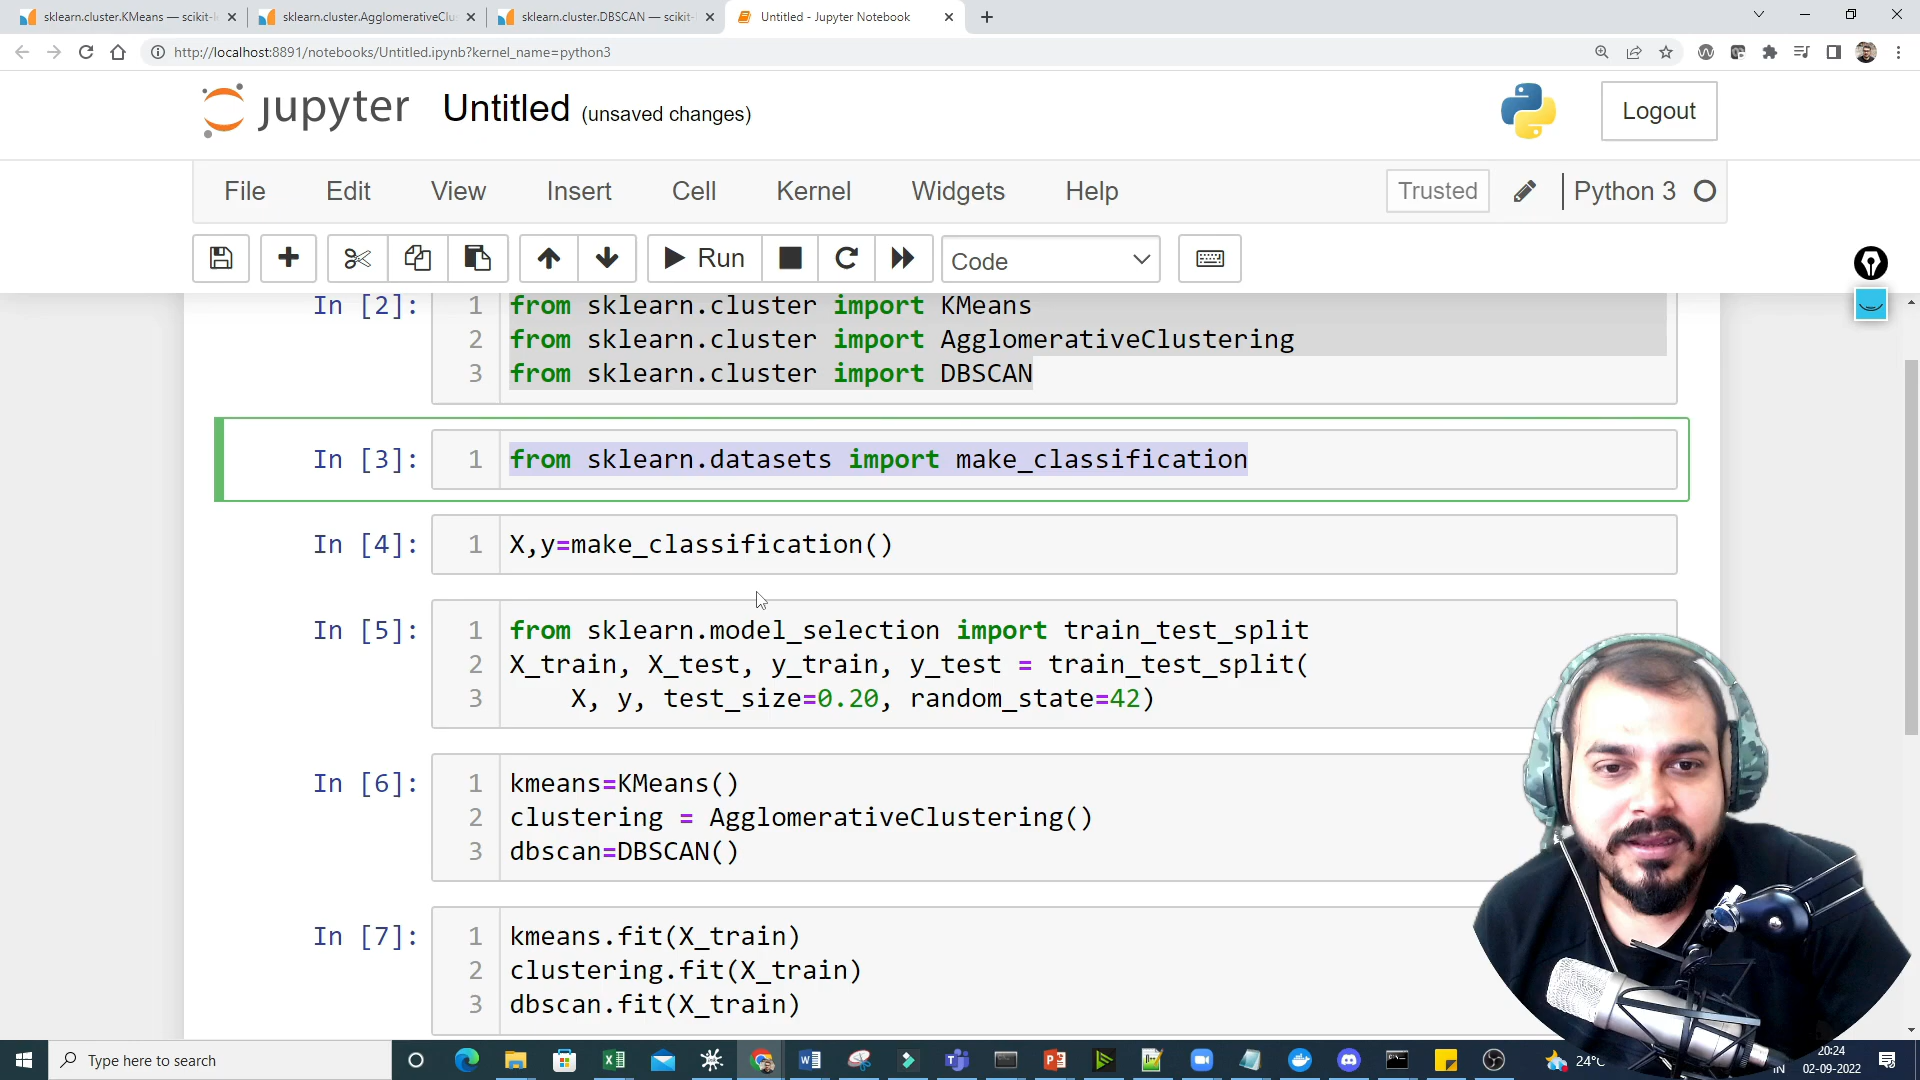 sklearn.cluster.KMeans — scikit-l
sklearn.cluster.AgglomerativeClu
sklearn.cluster.DBSCAN — scikit-
Untitled - Jupyter Notebook
http://localhost:8891/notebooks/Untitled.ipynb?kernel_name=python3
jupyter Untitled (unsaved changes)
Logout
File Edit View Insert Cell Kernel Widgets Help
Trusted
Python 3
Run
Code
In [2]:
1 from sklearn.cluster import KMeans
2 from sklearn.cluster import AgglomerativeClustering
3 from sklearn.cluster import DBSCAN
In [3]:
1 from sklearn.datasets import make_classification
In [4]:
1 X,y=make_classification()
In [5]:
1 from sklearn.model_selection import train_test_split
2 X_train, X_test, y_train, y_test = train_test_split(
3 X, y, test_size=0.20, random_state=42)
In [6]:
1 kmeans=KMeans()
2 clustering = AgglomerativeClustering()
3 dbscan=DBSCAN()
In [7]:
1 kmeans.fit(X_train)
2 clustering.fit(X_train)
3 dbscan.fit(X_train)
Type here to search
24°C
IN
20:24
02-09-2022